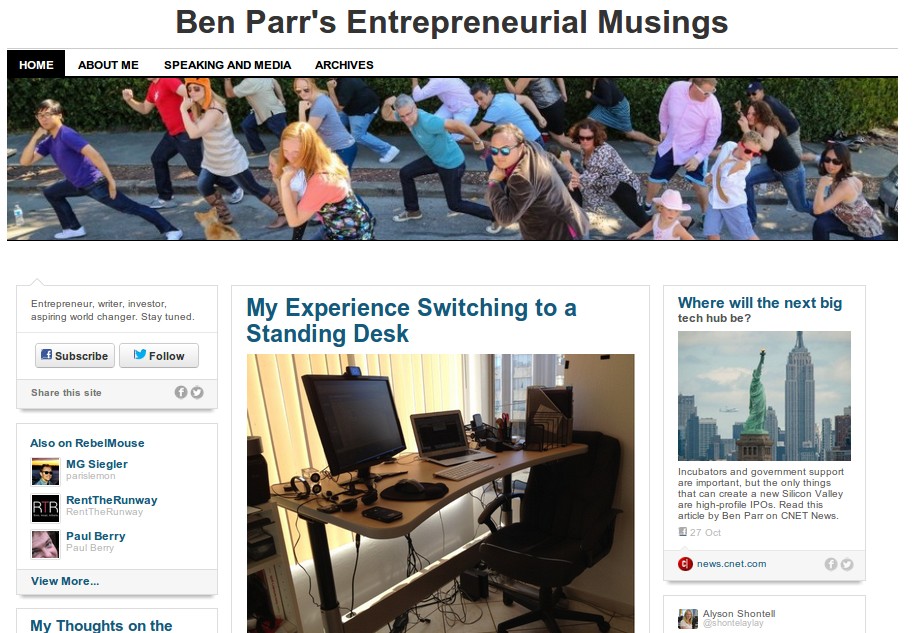 Ben Parr's Entrepreneurial Musings
HOME
ABOUT ME
SPEAKING AND MEDIA
ARCHIVES
Entrepreneur, writer, investor,
aspiring world changer. Stay tuned.
Subscribe
Follow
Share this site
Also on RebelMouse
MG Siegler
parislemon
RTR
RentTheRunway
RentTheRunway
Paul Berry
Paul Berry
View More...
My Thoughts on the
My Experience Switching to a
Standing Desk
Where will the next big
tech hub be?
Incubators and government support
are important, but the only things
that can create a new Silicon Valley
are high-profile IPOs. Read this
article by Ben Parr on CNET News.
27 Oct
news.cnet.com
Alyson Shontell
@shontelaylay